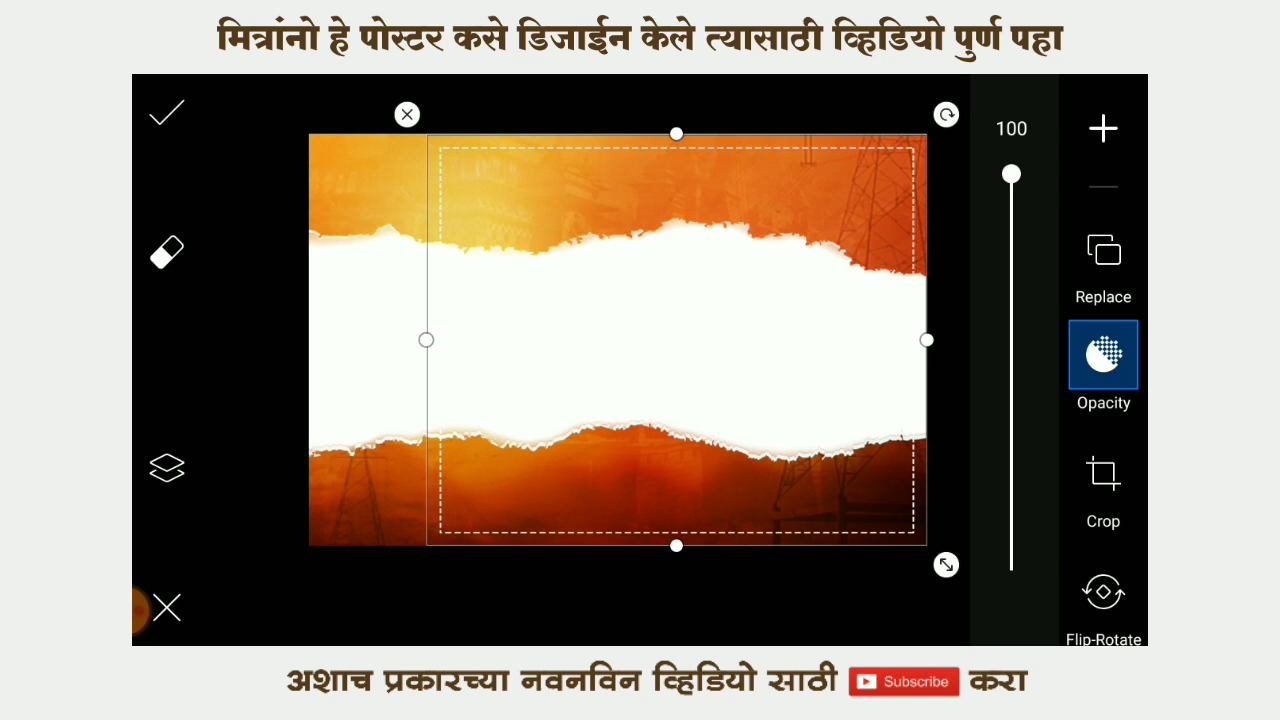 मित्रांनो हे पोस्टर कसे डिजाईन केले त्यासाठी व्हिडियो पुर्ण पहा
100
Replace
Opacity
Crop
Flip-Rotate
अशाच प्रकारच्या नवनविन व्हिडियो साठी Subscribe करा